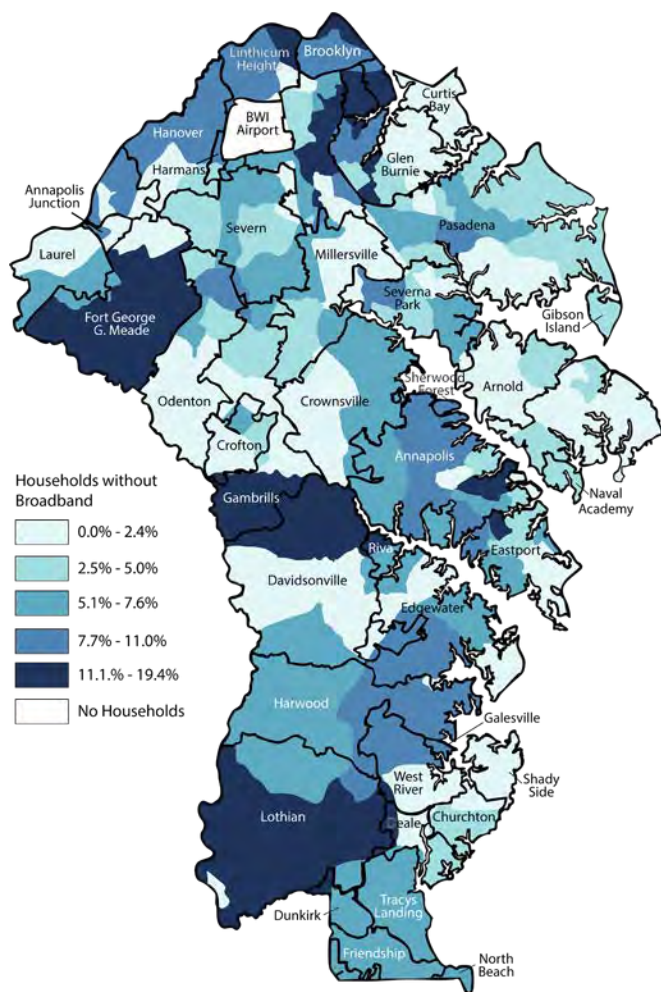 Linthicum
Heights
Brooklyn
Curtis
Bay
BWI
Airport
Hanover
Glen
Burnie
Harmans
Annapolis
Junction
Pasadena
Severn
Laurel
Millersville
Severna
Park
Fort George
G. Meade
Gibson
Island
Sherwood
Forest
Arnold
Odenton
Crownsville
Crofton
Annapolis
Naval
Academy
Households without
Broadband
0.0% - 2.4%
2.5% - 5.0%
5.1% - 7.6%
7.7% - 11.0%
11.1.% - 19.4%
No Households
Gambrills
Riva
Eastport
Davidsonville
Edgewater
Harwood
Galesville
West
River
Shady
Side
Lothian
Deale
Churchton
Dunkirk
Tracys
Landing
Friendship
North
Beach